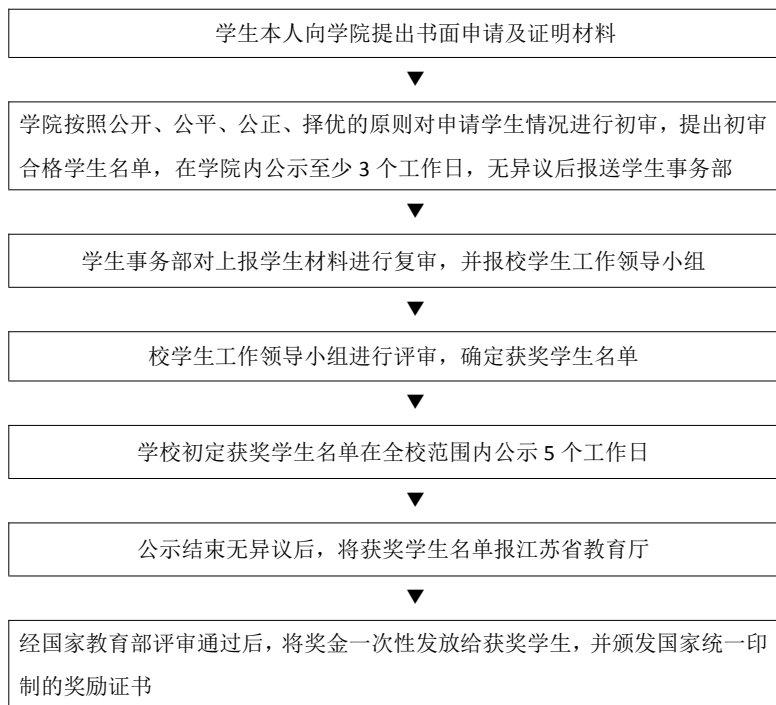 学生本人向学院提出书面申请及证明材料
▼
学院按照公开、公平、公正、择优的原则对申请学生情况进行初审，提出初审
合格学生名单，在学院内公示至少 3 个工作日，无异议后报送学生事务部
▼
学生事务部对上报学生材料进行复审，并报校学生工作领导小组
▼
校学生工作领导小组进行评审，确定获奖学生名单
▼
学校初定获奖学生名单在全校范围内公示 5 个工作日
▼
公示结束无异议后，将获奖学生名单报江苏省教育厅
▼
经国家教育部评审通过后，将奖金一次性发放给获奖学生，并颁发国家统一印
制的奖励证书